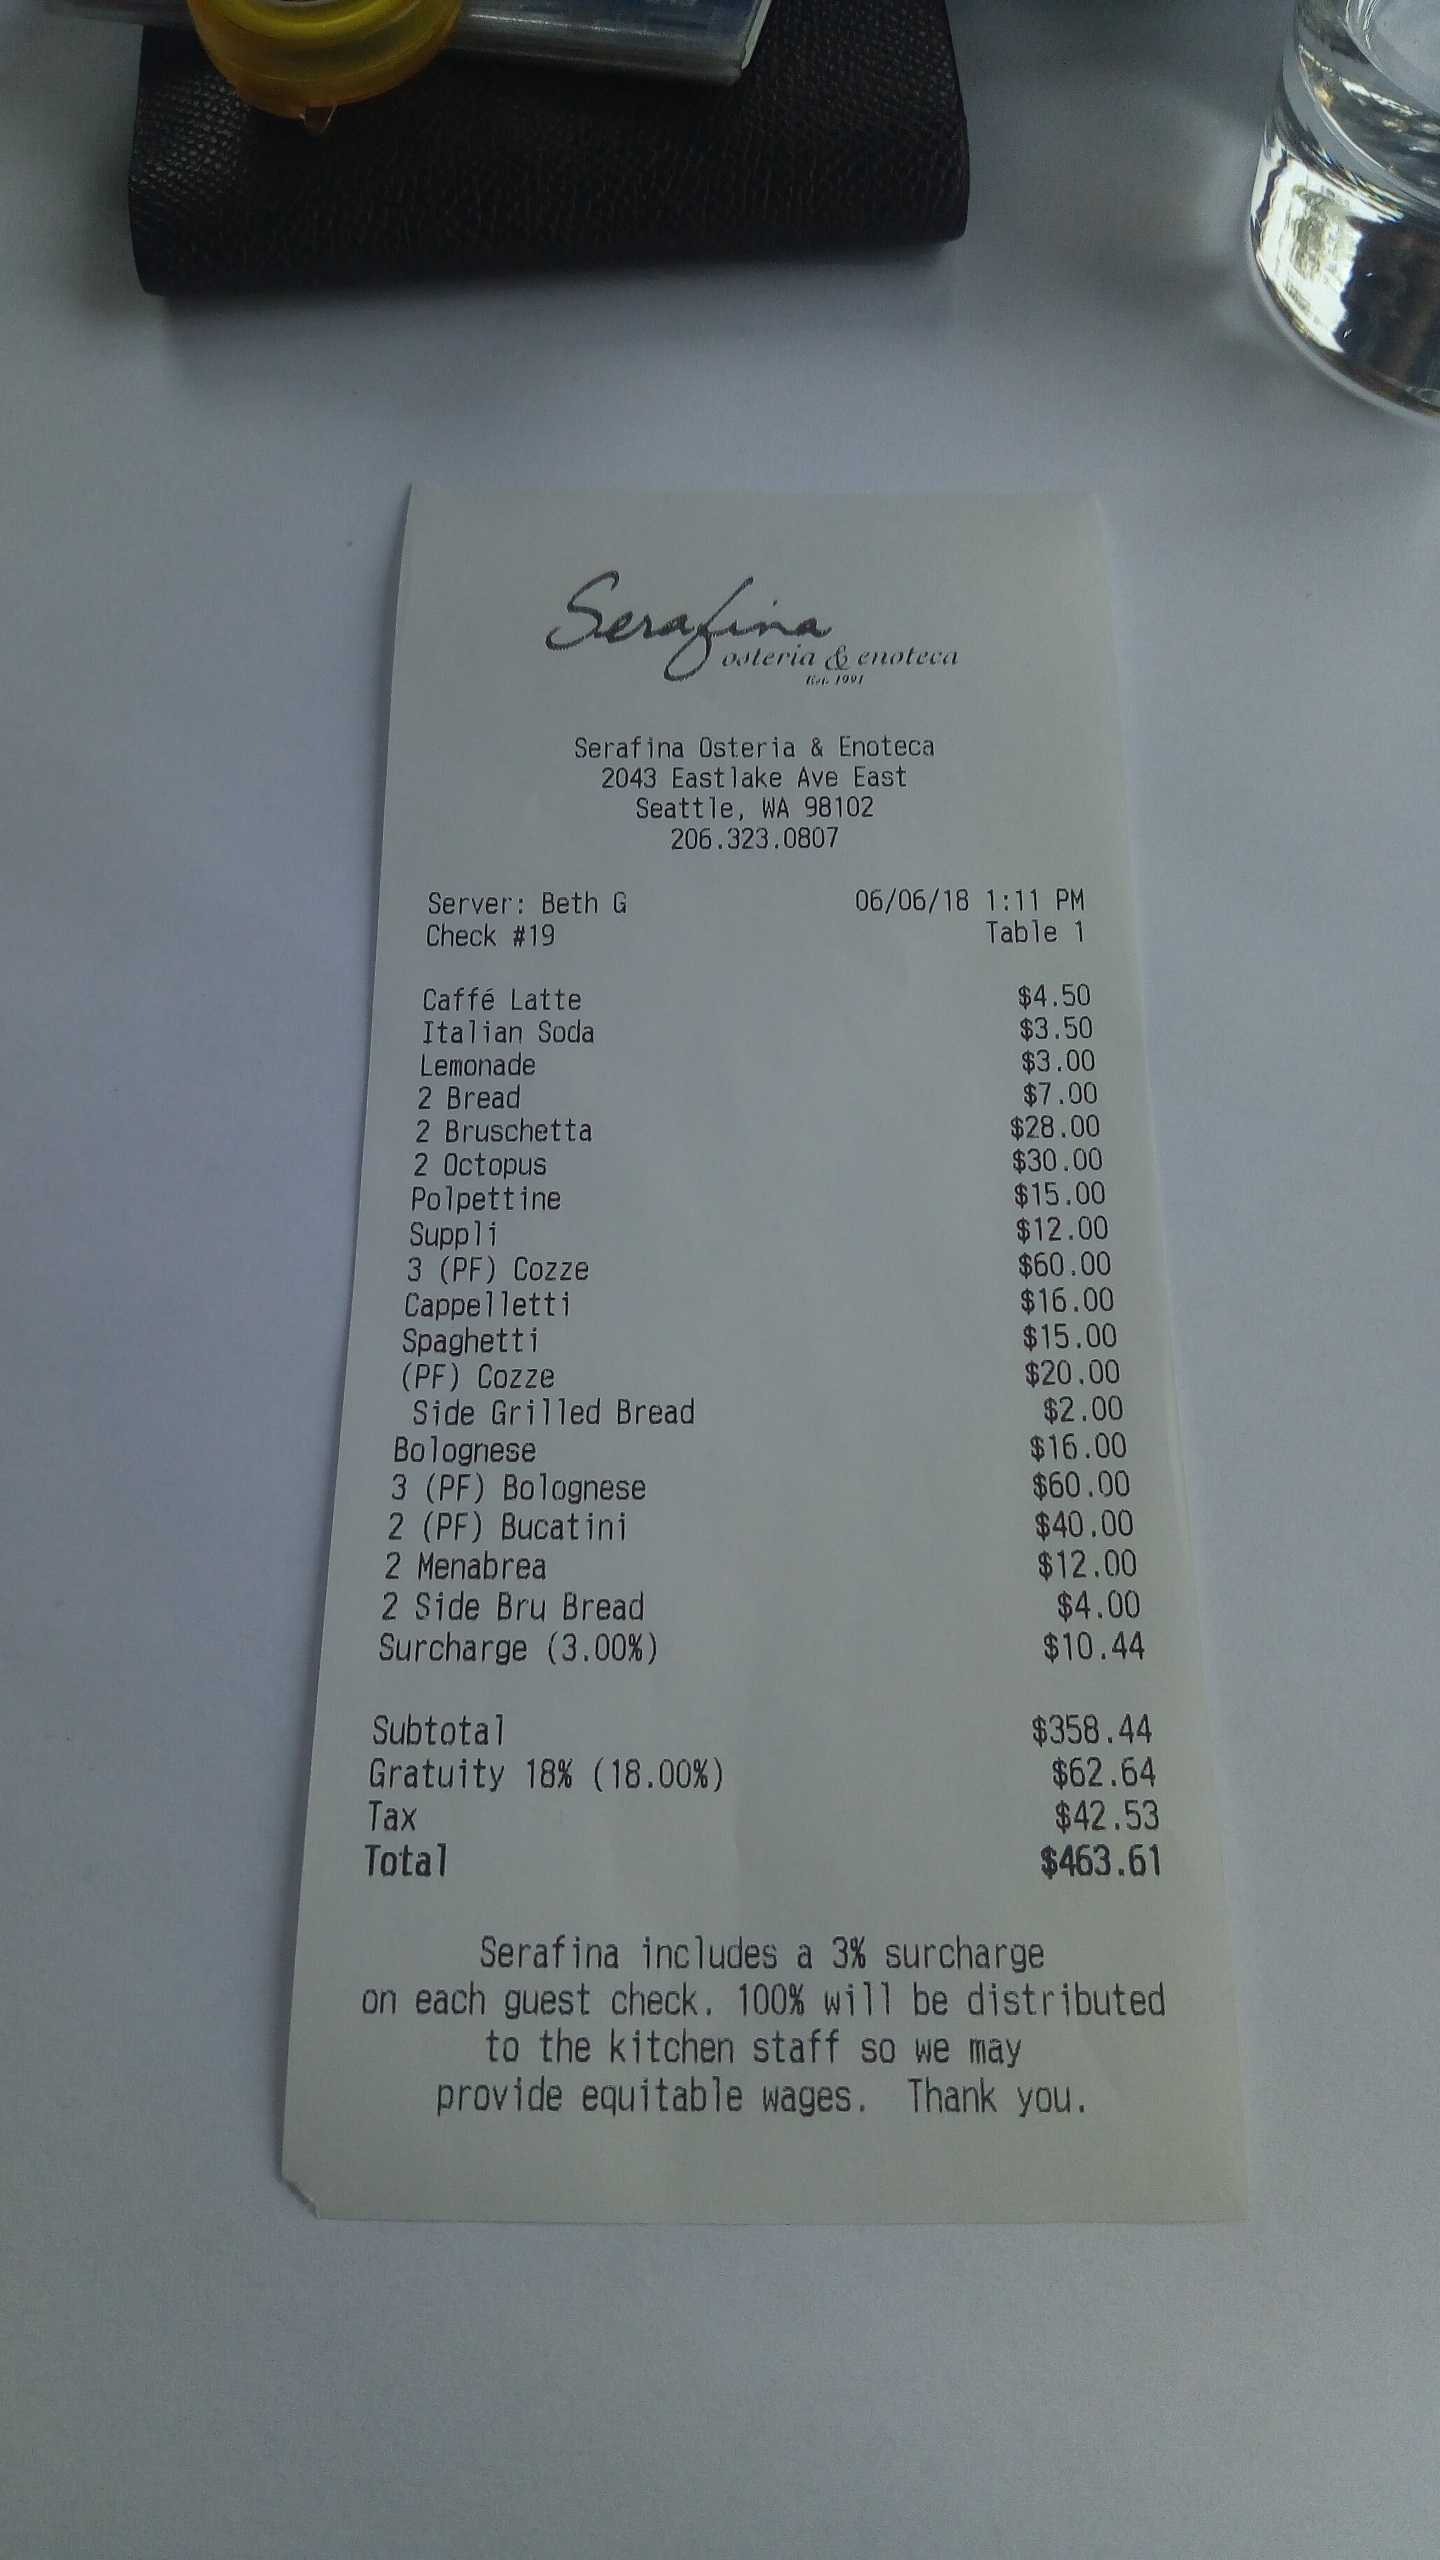 Serafina
osteria & enoteca
Est. 1991
Serafina Osteria & Enoteca
2043 Eastlake Ave East
Seattle, WA 98102
206.323.0807
Server: Beth G 06/06/18 1:11 PM
Check #19 Table 1
Caffé Latte $4.50
Italian Soda $3.50
Lemonade $3.00
2 Bread $7.00
2 Bruschetta $28.00
2 Octopus $30.00
Polpettine $15.00
Suppli $12.00
3 (PF) Cozze $60.00
Cappelletti $16.00
Spaghetti $15.00
(PF) Cozze $20.00
Side Grilled Bread $2.00
Bolognese $16.00
3 (PF) Bolognese $60.00
2 (PF) Bucatini $40.00
2 Menabrea $12.00
2 Side Bru Bread $4.00
Surcharge (3.00%) $10.44
Subtotal $358.44
Gratuity 18% (18.00%) $62.64
Tax $42.53
Total $463.61
Serafina includes a 3% surcharge
on each guest check. 100% will be distributed
to the kitchen staff so we may
provide equitable wages. Thank you.